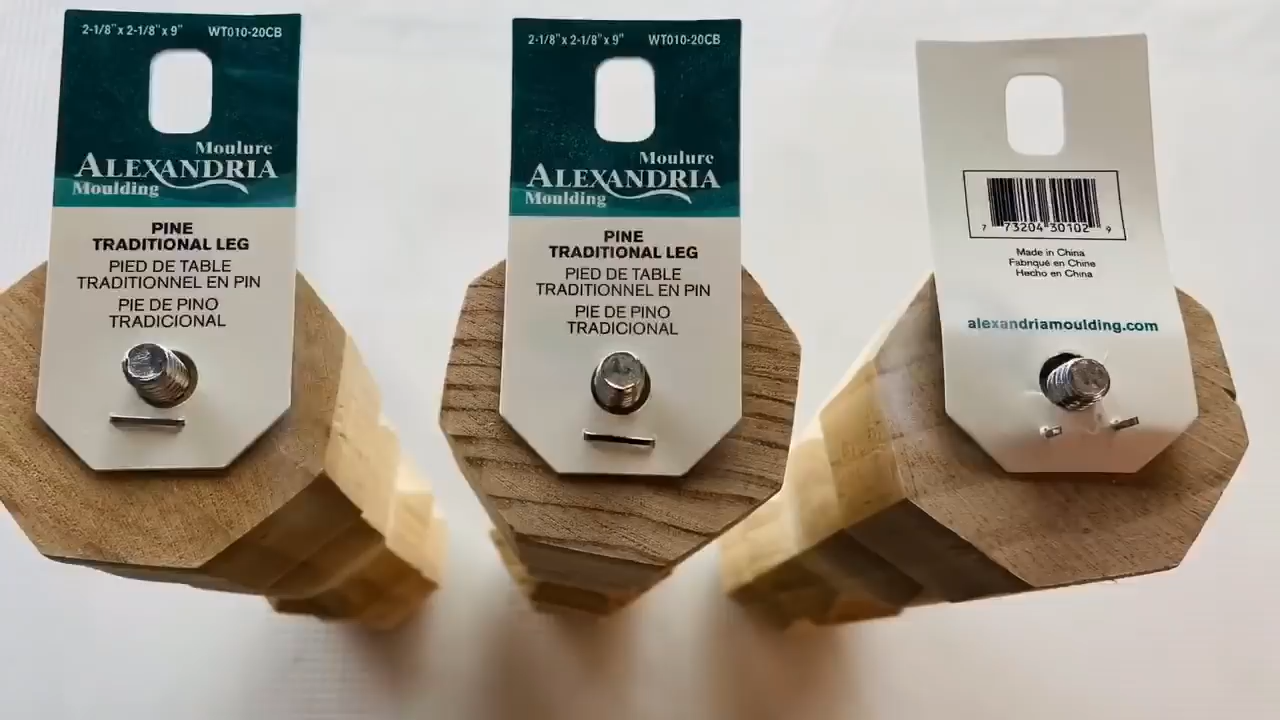 2-1/8" x 2-1/8" x 9" WT010-20CB
Moulure
ALEXANDRIA
Moulding
PINE
TRADITIONAL LEG
PIED DE TABLE
TRADITIONNEL EN PIN
PIE DE PINO
TRADICIONAL
2-1/8" x 2-1/8" x 9" WT010-20CB
Moulure
ALEXANDRIA
Moulding
PINE
TRADITIONAL LEG
PIED DE TABLE
TRADITIONNEL EN PIN
PIE DE PINO
TRADICIONAL
7 73204 30102 9
Made in China
Fabriqué en Chine
Hecho en China
alexandriamoulding.com